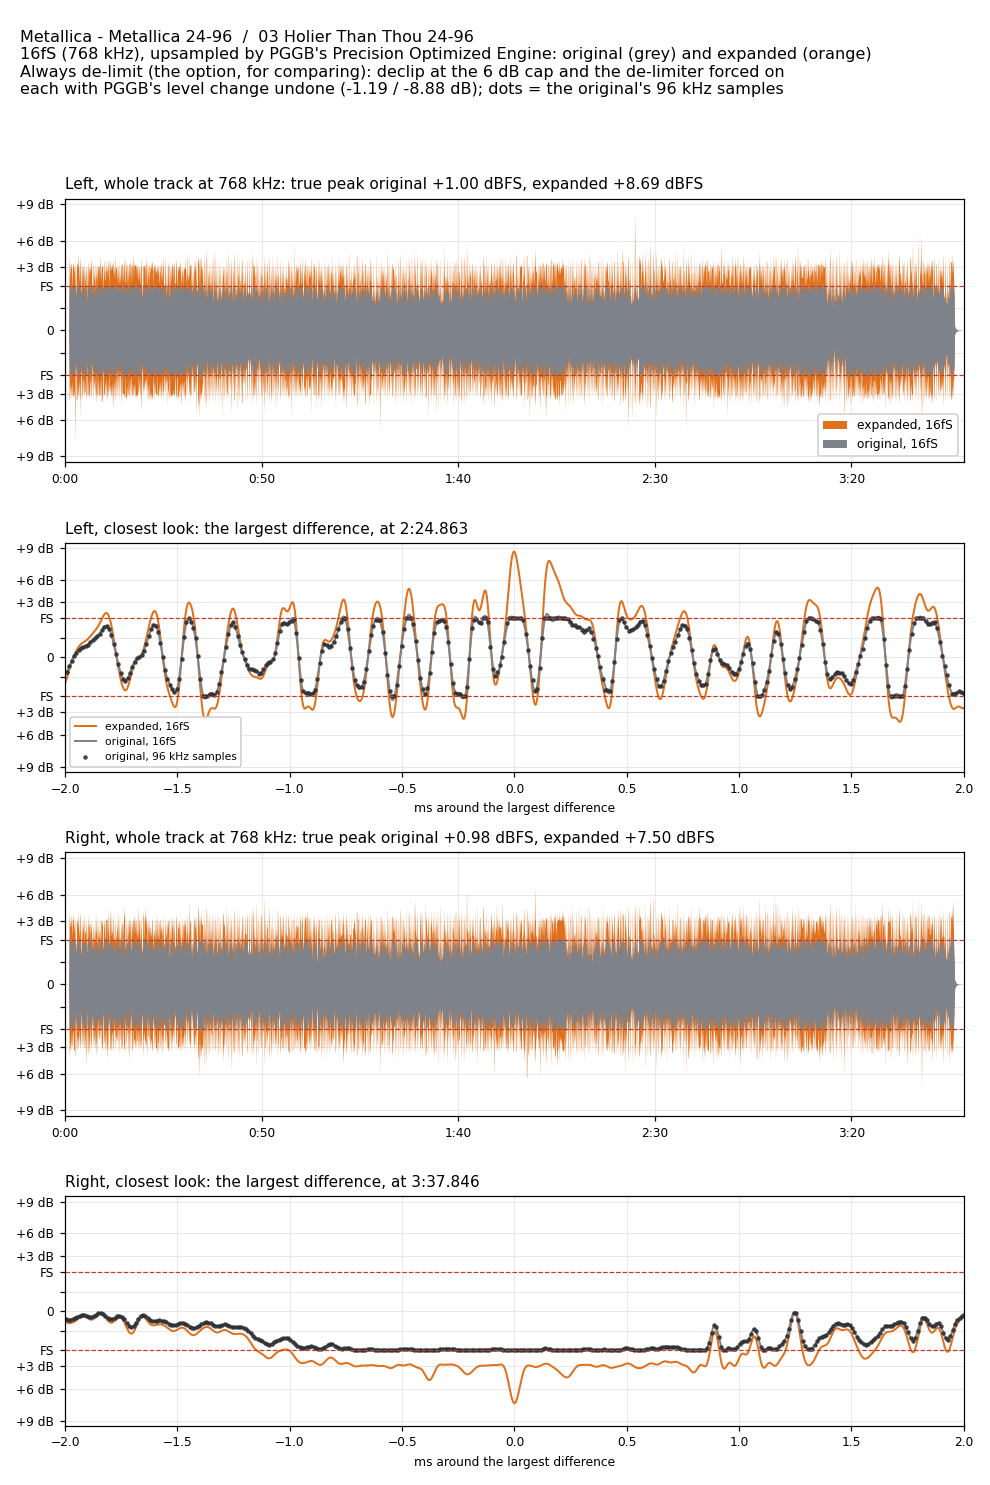 Metallica - Metallica 24-96  /  03 Holier Than Thou 24-96
16fS (768 kHz), upsampled by PGGB's Precision Optimized Engine: original (grey) and expanded (orange)
Always de-limit (the option, for comparing): declip at the 6 dB cap and the de-limiter forced on
each with PGGB's level change undone (-1.19 / -8.88 dB); dots = the original's 96 kHz samples
Left, whole track at 768 kHz: true peak original +1.00 dBFS, expanded +8.69 dBFS
+9 dB
+6 dB
+3 dB
FS
0
FS
+3 dB
+6 dB
+9 dB
expanded, 16fS
original, 16fS
0:00 0:50 1:40 2:30 3:20
Left, closest look: the largest difference, at 2:24.863
+9 dB
+6 dB
+3 dB
FS
0
FS
+3 dB
+6 dB
+9 dB
expanded, 16fS
original, 16fS
original, 96 kHz samples
−2.0 −1.5 −1.0 −0.5 0.0 0.5 1.0 1.5 2.0
ms around the largest difference
Right, whole track at 768 kHz: true peak original +0.98 dBFS, expanded +7.50 dBFS
+9 dB
+6 dB
+3 dB
FS
0
FS
+3 dB
+6 dB
+9 dB
0:00 0:50 1:40 2:30 3:20
Right, closest look: the largest difference, at 3:37.846
+9 dB
+6 dB
+3 dB
FS
0
FS
+3 dB
+6 dB
+9 dB
−2.0 −1.5 −1.0 −0.5 0.0 0.5 1.0 1.5 2.0
ms around the largest difference